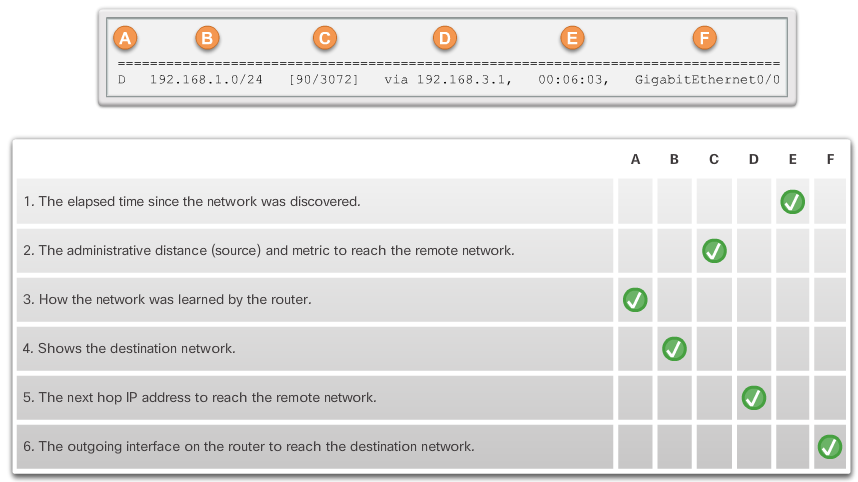 A B C D E F
================================================================================
D 192.168.1.0/24 [90/3072] via 192.168.3.1, 00:06:03, GigabitEthernet0/0
A B C D E F
1. The elapsed time since the network was discovered.
2. The administrative distance (source) and metric to reach the remote network.
3. How the network was learned by the router.
4. Shows the destination network.
5. The next hop IP address to reach the remote network.
6. The outgoing interface on the router to reach the destination network.